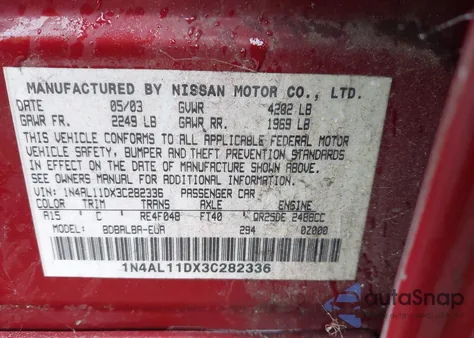 MANUFACTURED BY NISSAN MOTOR CO., LTD.
DATE 05/03 GVWR 4202 LB
GAWR FR. 2249 LB GAWR RR. 1969 LB
THIS VEHICLE CONFORMS TO ALL APPLICABLE FEDERAL MOTOR
VEHICLE SAFETY, BUMPER AND THEFT PREVENTION STANDARDS
IN EFFECT ON THE DATE OF MANUFACTURE SHOWN ABOVE.
SEE OWNERS MANUAL FOR ADDITIONAL INFORMATION
VIN: 1N4AL11DX3C282336 PASSENGER CAR
COLOR TRIM TRANS AXLE ENGINE
A15 C RE4F04B FT40 QR25DE 2488CC
MODEL: BDBALBA-EUA 294 0Z000
1N4AL11DX3C282336
autoSnap